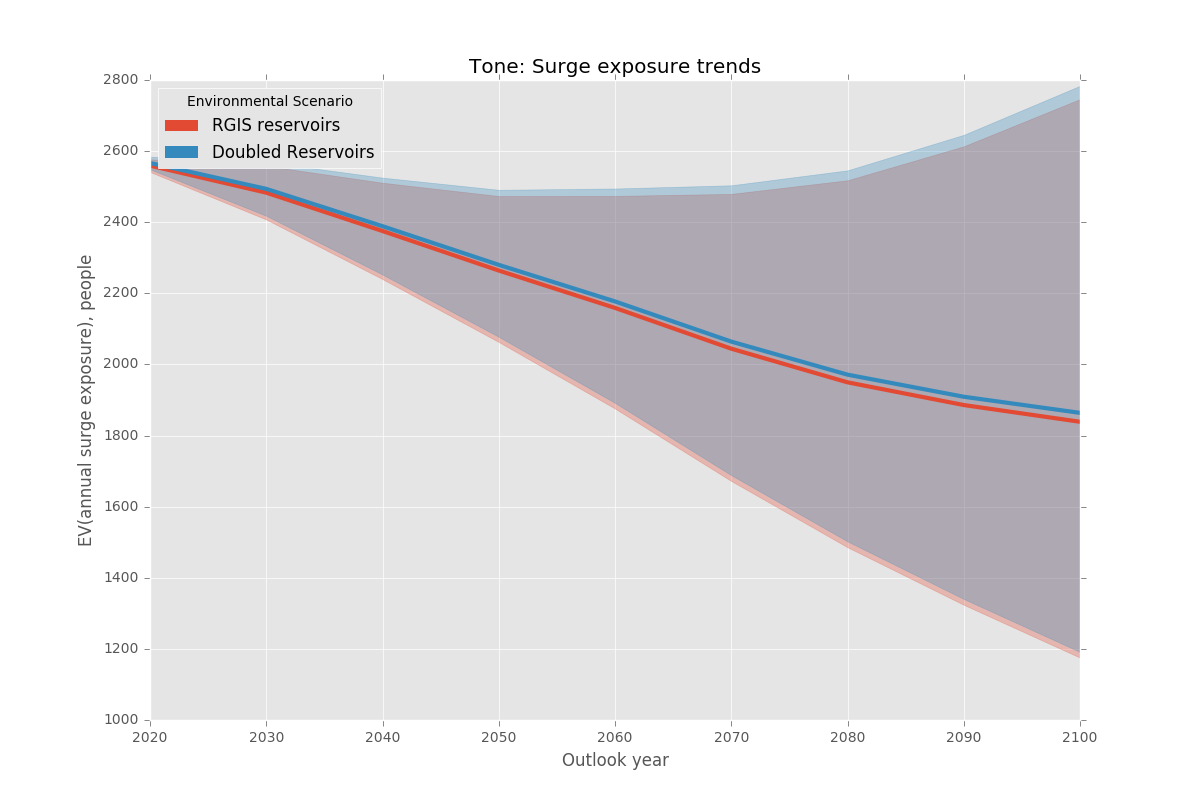 Tone: Surge exposure trends
Environmental Scenario
RGIS reservoirs
Doubled Reservoirs
EV(annual surge exposure), people
2800
2600
2400
2200
2000
1800
1600
1400
1200
1000
2020 2030 2040 2050 2060 2070 2080 2090 2100
Outlook year